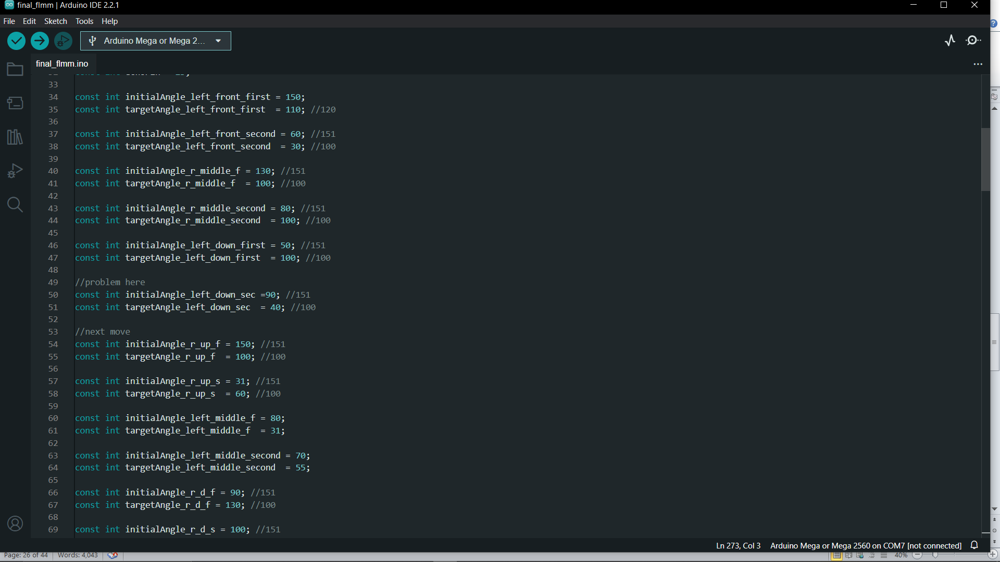 final_flmm | Arduino IDE 2.2.1
File Edit Sketch Tools Help
Arduino Mega or Mega 2...
final_flmm.ino
33
34 const int initialAngle_left_front_first = 150;
35 const int targetAngle_left_front_first  = 110; //120
36
37 const int initialAngle_left_front_second = 60; //151
38 const int targetAngle_left_front_second  = 30; //100
39
40 const int initialAngle_r_middle_f = 130; //151
41 const int targetAngle_r_middle_f  = 100; //100
42
43 const int initialAngle_r_middle_second = 80; //151
44 const int targetAngle_r_middle_second  = 100; //100
45
46 const int initialAngle_left_down_first = 50; //151
47 const int targetAngle_left_down_first  = 100; //100
48
49 //problem here
50 const int initialAngle_left_down_sec =90; //151
51 const int targetAngle_left_down_sec  = 40; //100
52
53 //next move
54 const int initialAngle_r_up_f = 150; //151
55 const int targetAngle_r_up_f  = 100; //100
56
57 const int initialAngle_r_up_s = 31; //151
58 const int targetAngle_r_up_s  = 60; //100
59
60 const int initialAngle_left_middle_f = 80;
61 const int targetAngle_left_middle_f  = 31;
62
63 const int initialAngle_left_middle_second = 70;
64 const int targetAngle_left_middle_second  = 55;
65
66 const int initialAngle_r_d_f = 90; //151
67 const int targetAngle_r_d_f = 130; //100
68
69 const int initialAngle_r_d_s = 100; //151
Ln 273, Col 3 Arduino Mega or Mega 2560 on COM7 [not connected]
Page: 26 of 44 Words: 4,043 40%